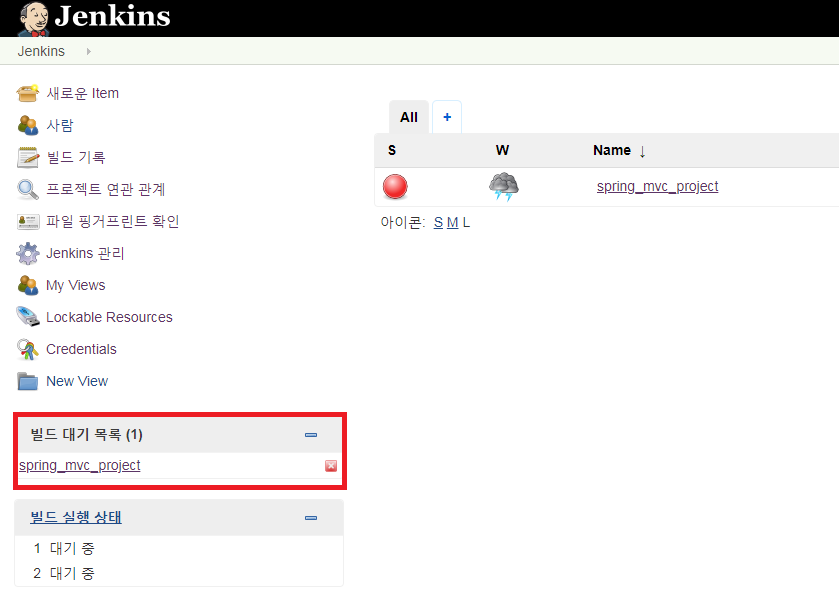 Jenkins
Jenkins
새로운 Item
사람
빌드 기록
프로젝트 연관 관계
파일 핑거프린트 확인
Jenkins 관리
My Views
Lockable Resources
Credentials
New View
빌드 대기 목록 (1)
spring_mvc_project
빌드 실행 상태
1 대기 중
2 대기 중
All +
S W Name ↓
spring_mvc_project
아이콘: S M L